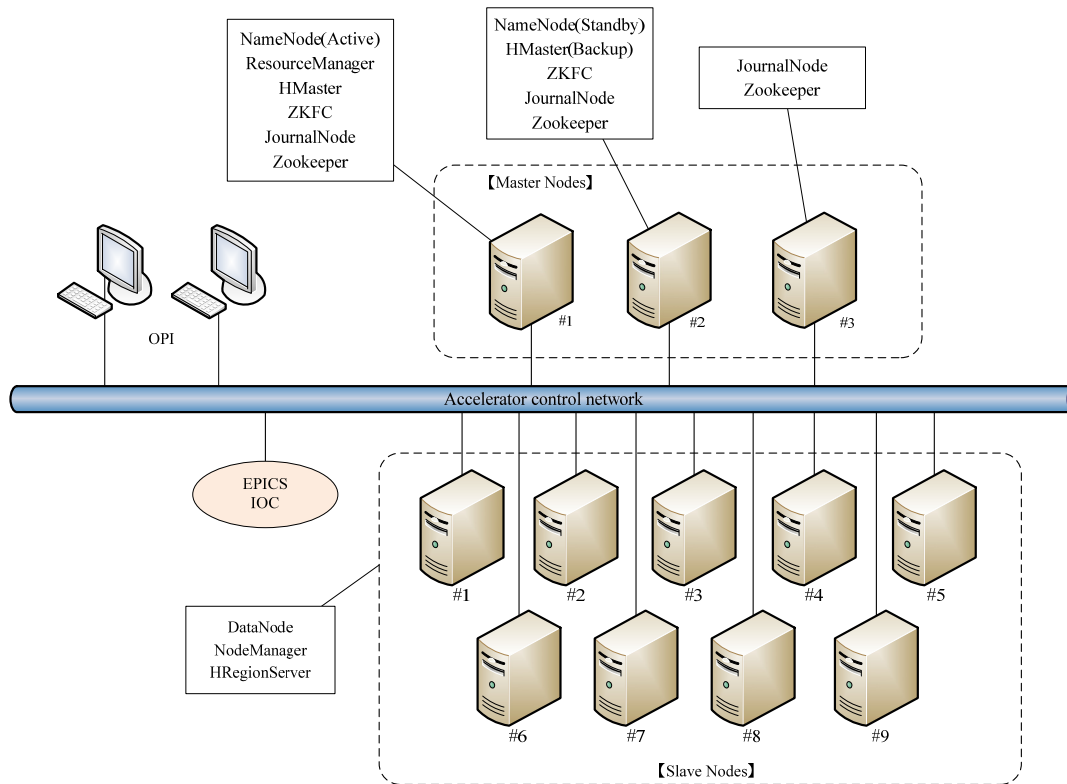 NameNode(Active)
ResourceManager
HMaster
ZKFC
JournalNode
Zookeeper
NameNode(Standby)
HMaster(Backup)
ZKFC
JournalNode
Zookeeper
JournalNode
Zookeeper
【Master Nodes】
#1
#2
#3
OPI
Accelerator control network
EPICS
IOC
#1
#2
#3
#4
#5
DataNode
NodeManager
HRegionServer
#6
#7
#8
#9
【Slave Nodes】